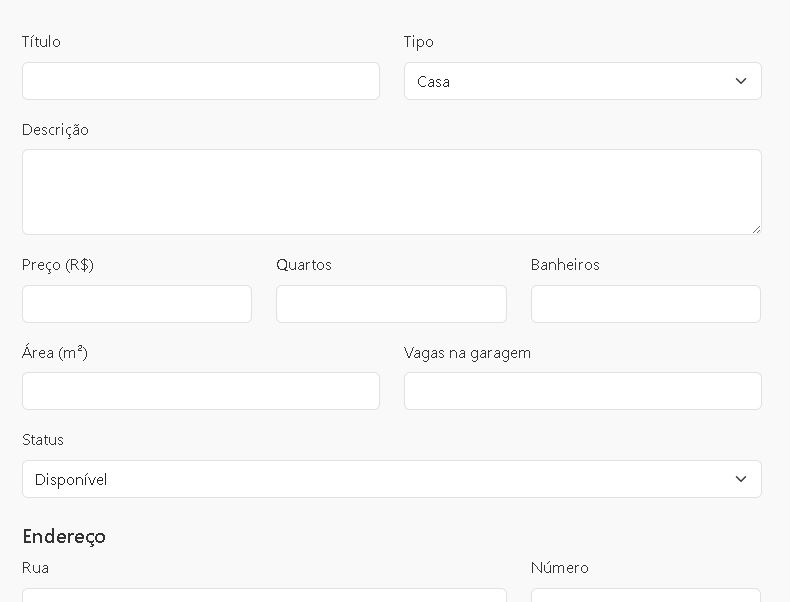 Título Tipo
Casa
Descrição
Preço (R$) Quartos Banheiros
Área (m²) Vagas na garagem
Status
Disponível
Endereço
Rua Número